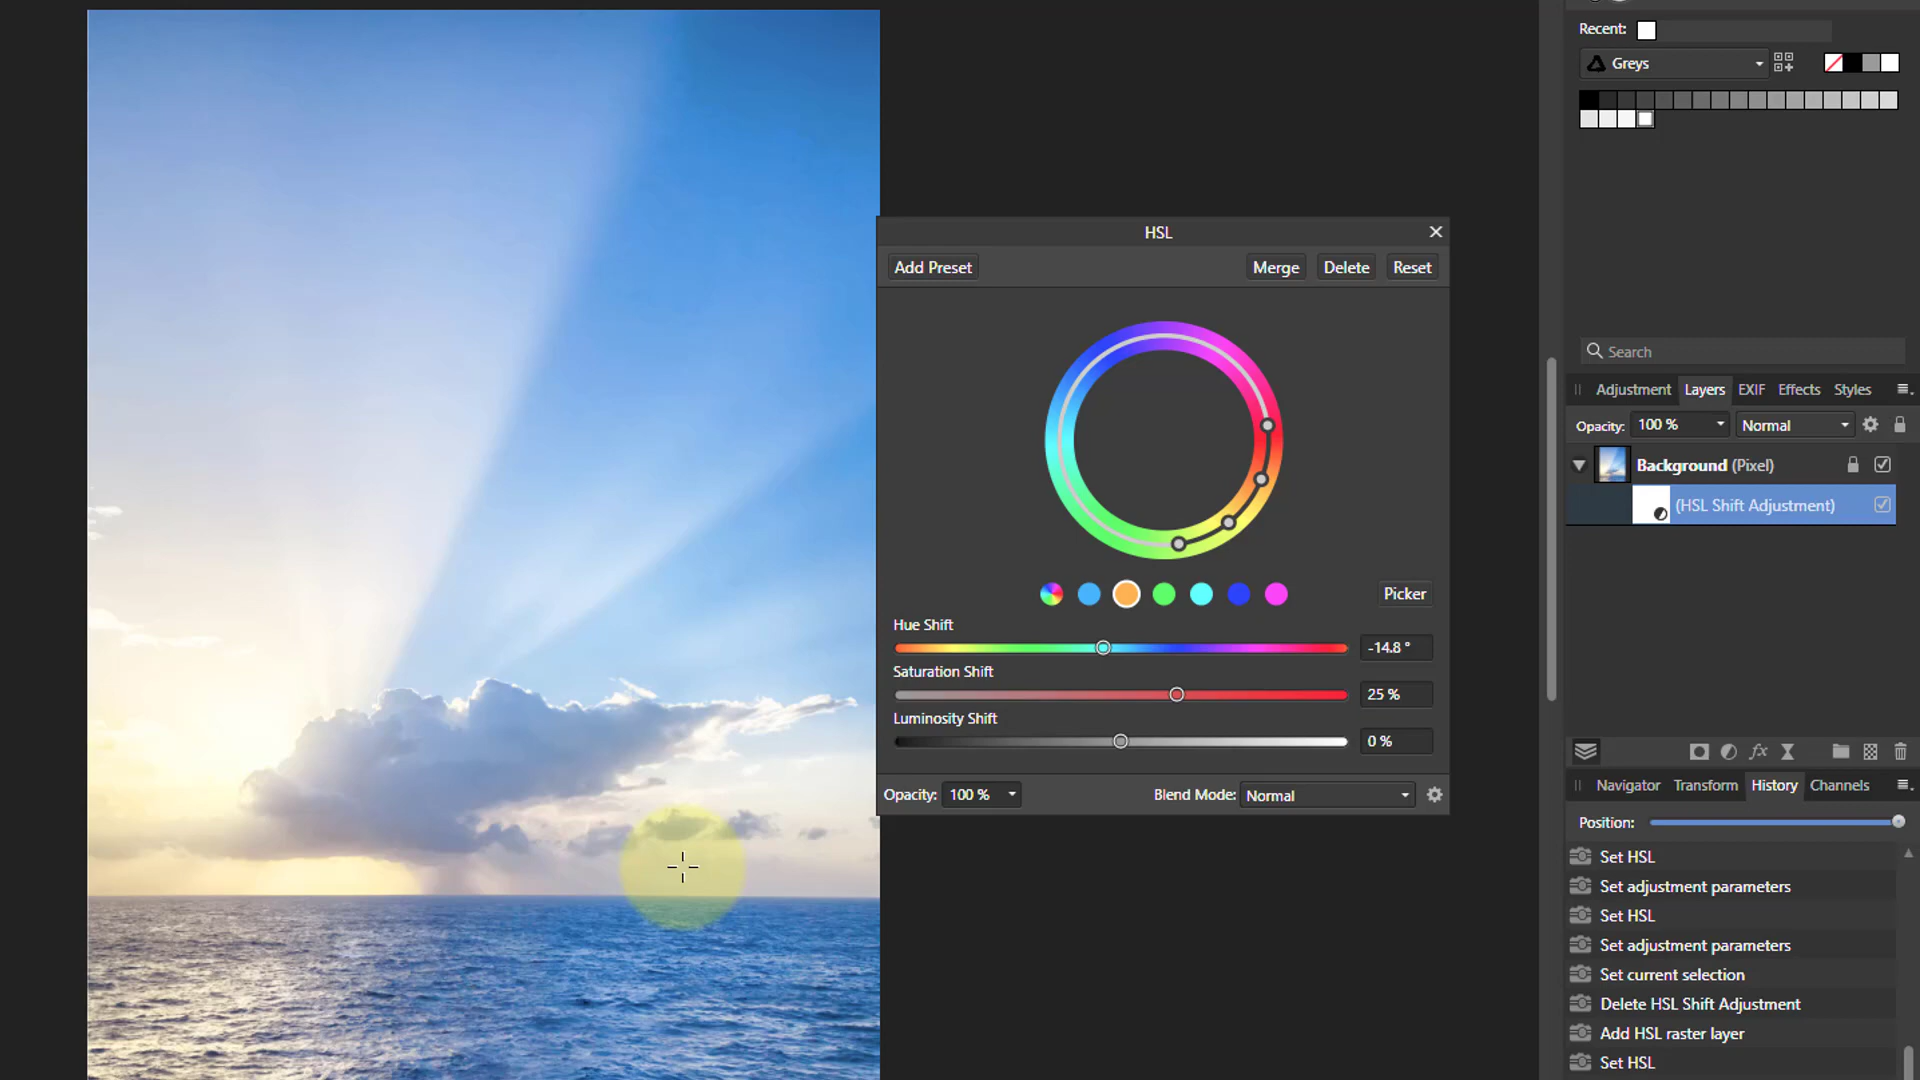 Recent:
Greys
HSL
Add Preset
Merge Delete Reset
Search
Adjustment Layers EXIF Effects Styles
Opacity: 100 % Normal
Background (Pixel)
(HSL Shift Adjustment)
Picker
Hue Shift
-14.8 °
Saturation Shift
25 %
Luminosity Shift
0 %
Opacity: 100 % Blend Mode: Normal
fx
Navigator Transform History Channels
Position:
Set HSL
Set adjustment parameters
Set HSL
Set adjustment parameters
Set current selection
Delete HSL Shift Adjustment
Add HSL raster layer
Set HSL